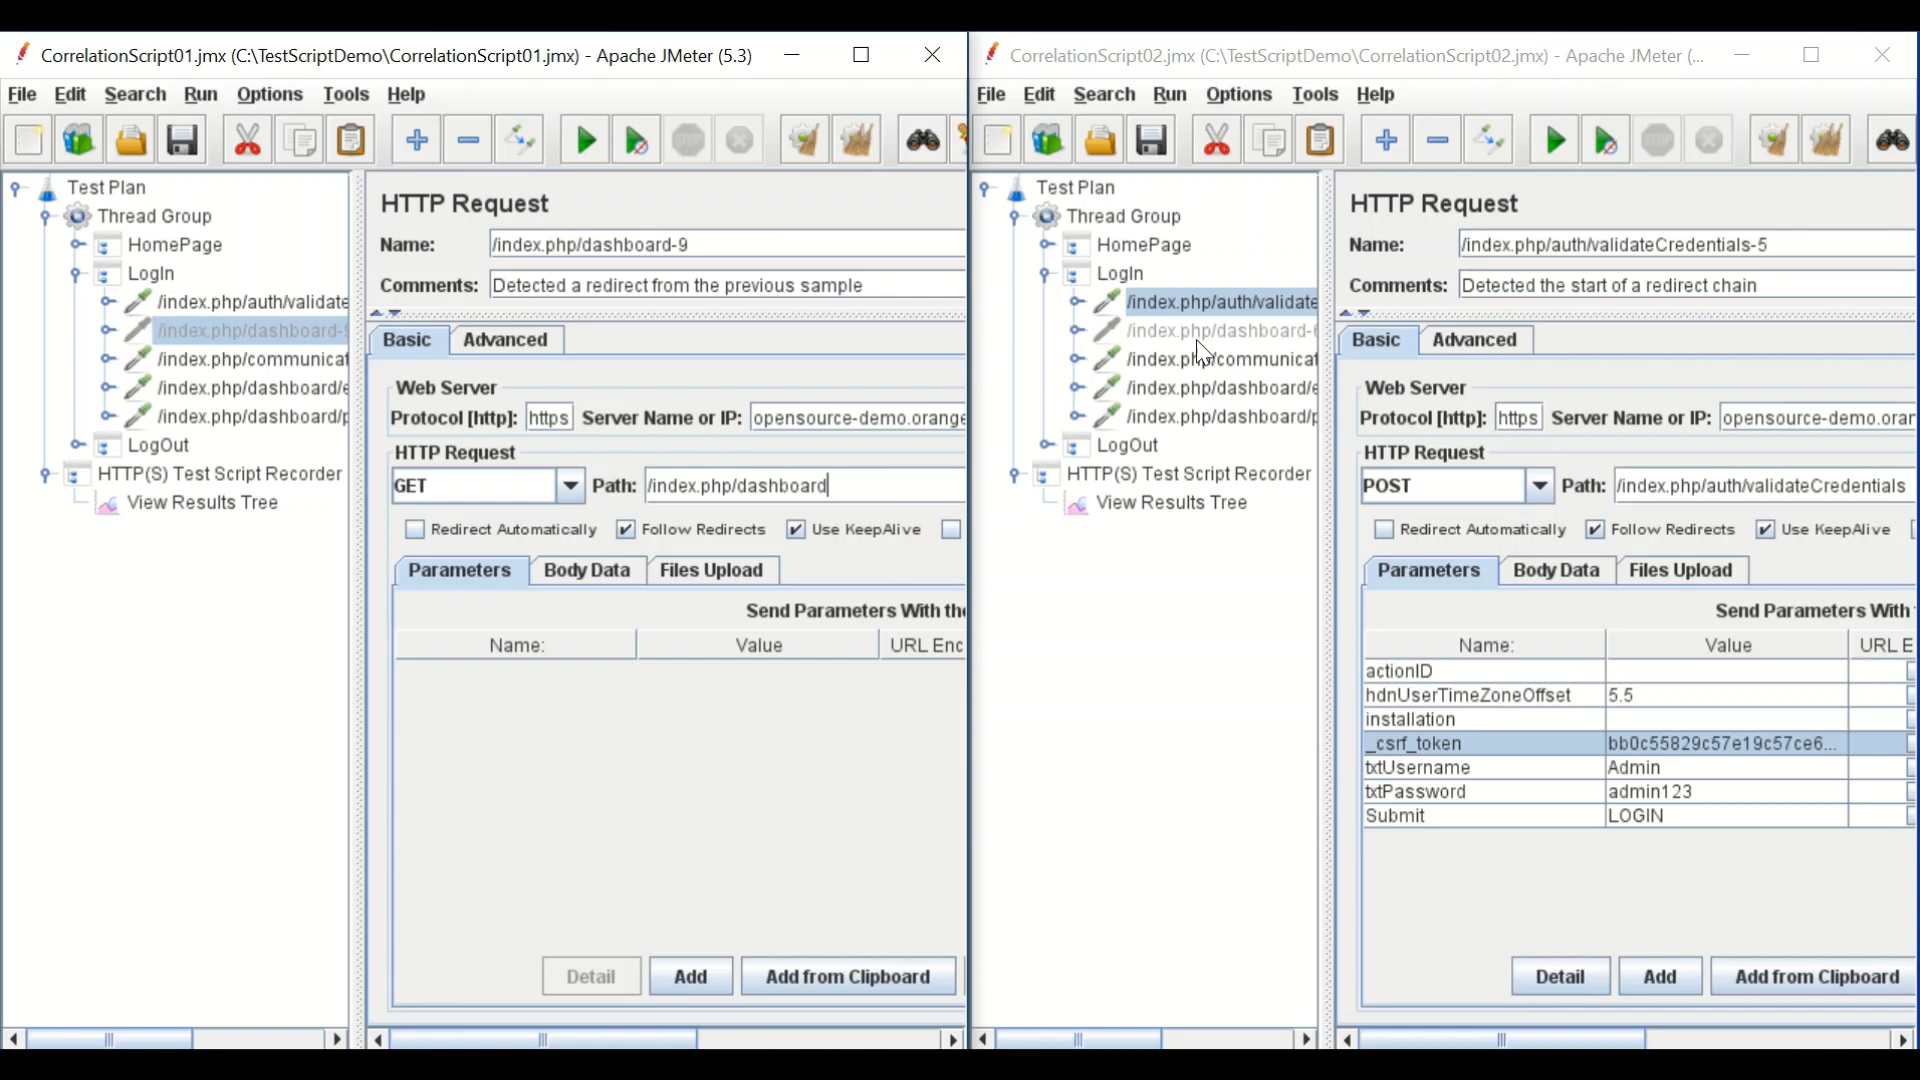 CorrelationScript01.jmx (C:\TestScriptDemo\CorrelationScript01.jmx) - Apache JMeter (5.3)
File Edit Search Run Options Tools Help
Test Plan
Thread Group
HomePage
LogIn
/index.php/auth/validate
/index.php/dashboard-9
/index.php/communicat
/index.php/dashboard/e
/index.php/dashboard/p
LogOut
HTTP(S) Test Script Recorder
View Results Tree
HTTP Request
Name: /index.php/dashboard-9
Comments: Detected a redirect from the previous sample
Basic Advanced
Web Server
Protocol [http]: https Server Name or IP: opensource-demo.orange
HTTP Request
GET Path: /index.php/dashboard
Redirect Automatically Follow Redirects Use KeepAlive
Parameters Body Data Files Upload
Send Parameters With the
Name: Value URL Enc
Detail Add Add from Clipboard
CorrelationScript02.jmx (C:\TestScriptDemo\CorrelationScript02.jmx) - Apache JMeter (...
File Edit Search Run Options Tools Help
Test Plan
Thread Group
HomePage
LogIn
/index.php/auth/validate
/index.php/dashboard-6
/index.php/communicat
/index.php/dashboard/e
/index.php/dashboard/p
LogOut
HTTP(S) Test Script Recorder
View Results Tree
HTTP Request
Name: /index.php/auth/validateCredentials-5
Comments: Detected the start of a redirect chain
Basic Advanced
Web Server
Protocol [http]: https Server Name or IP: opensource-demo.oran
HTTP Request
POST Path: /index.php/auth/validateCredentials
Redirect Automatically Follow Redirects Use KeepAlive
Parameters Body Data Files Upload
Send Parameters With
Name: Value URL E
actionID
hdnUserTimeZoneOffset 5.5
installation
_csrf_token bb0c55829c57e19c57ce6...
txtUsername Admin
txtPassword admin123
Submit LOGIN
Detail Add Add from Clipboard